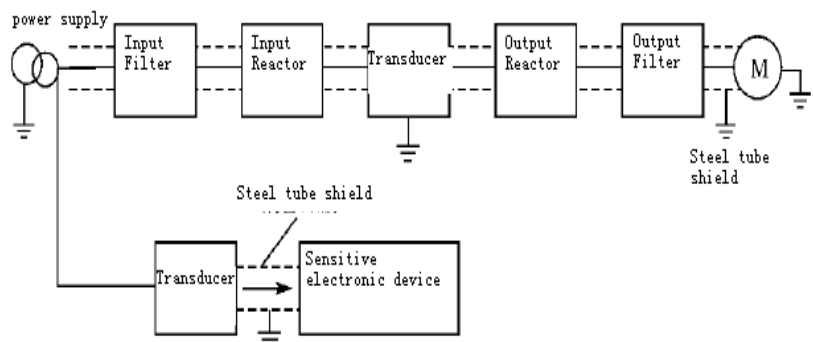 power supply
Input
Filter
Input
Reactor
Transducer
Output
Reactor
Output
Filter
M
Steel tube
shield
Steel tube shield
Transducer
Sensitive
electronic device